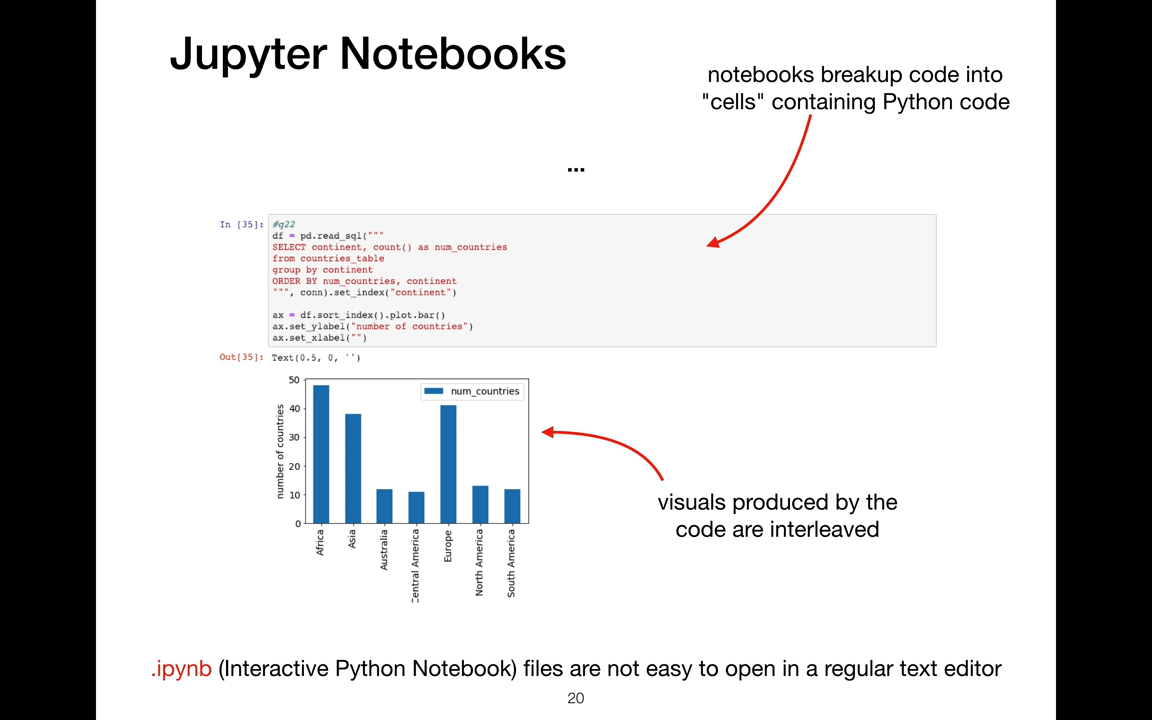 Jupyter Notebooks
notebooks breakup code into
"cells" containing Python code
...
In [35]: #q22
df = pd.read_sql("""
SELECT continent, count() as num_countries
from countries_table
group by continent
ORDER BY num_countries, continent
""", conn).set_index("continent")
ax = df.sort_index().plot.bar()
ax.set_ylabel("number of countries")
ax.set_xlabel("")
Out[35]: Text(0.5, 0, '')
50
40
30
20
10
0
number of countries
num_countries
Africa
Asia
Australia
Central America
Europe
North America
South America
visuals produced by the
code are interleaved
.ipynb (Interactive Python Notebook) files are not easy to open in a regular text editor
20